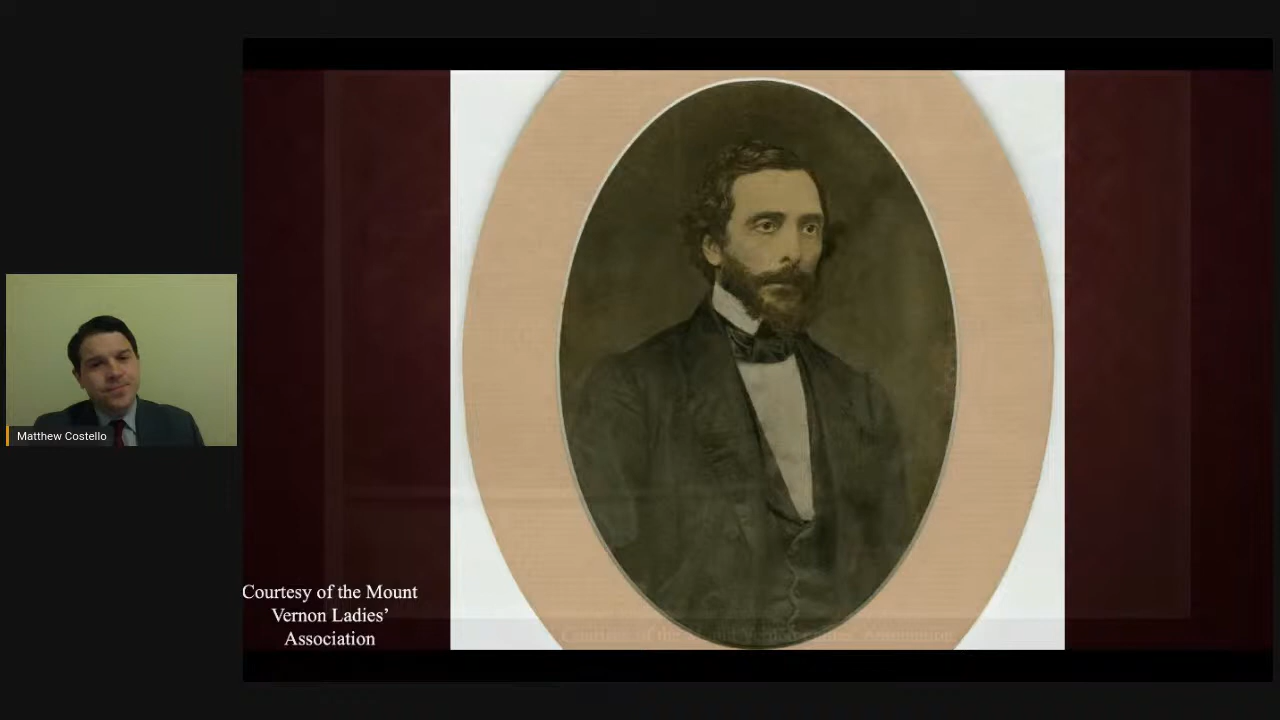 Matthew Costello
Courtesy of the Mount
Vernon Ladies’
Association